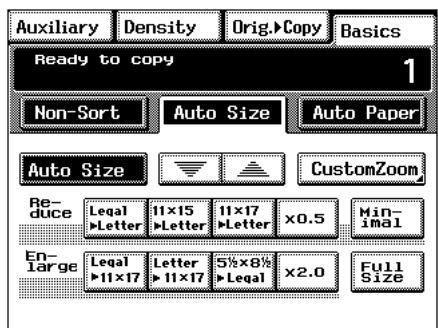 Auxiliary Density Orig.▶Copy Basics
Ready to copy 1
Non-Sort Auto Size Auto Paper
Auto Size CustomZoom
Re-
duce Legal
▶Letter 11×15
▶Letter 11×17
▶Letter ×0.5 Min-
imal
En-
large Legal
▶11×17 Letter
▶11×17 5½×8½
▶Legal ×2.0 Full
Size